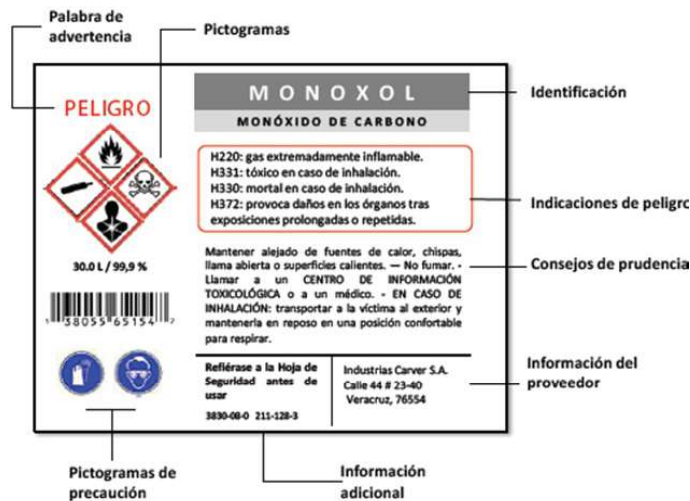 Palabra de
advertencia
Pictogramas
PELIGRO
30.0 L / 99,9 %
1 38055 65154 7
MONOXOL
MONÓXIDO DE CARBONO
Identificación
H220: gas extremadamente inflamable.
H331: tóxico en caso de inhalación.
H330: mortal en caso de inhalación.
H372: provoca daños en los órganos tras
exposiciones prolongadas o repetidas.
Indicaciones de peligro
Mantener alejado de fuentes de calor, chispas,
llama abierta o superficies calientes. — No fumar. -
Llamar a un CENTRO DE INFORMACIÓN
TOXICOLÓGICA o a un médico. - EN CASO DE
INHALACIÓN: transportar a la víctima al exterior y
mantenerla en reposo en una posición confortable
para respirar.
Consejos de prudencia
Refiérase a la Hoja de
Seguridad antes de
usar
3830-08-0 211-128-3
Industrias Carver S.A.
Calle 44 # 23-40
Veracruz, 76554
Información del
proveedor
Pictogramas de
precaución
Información
adicional